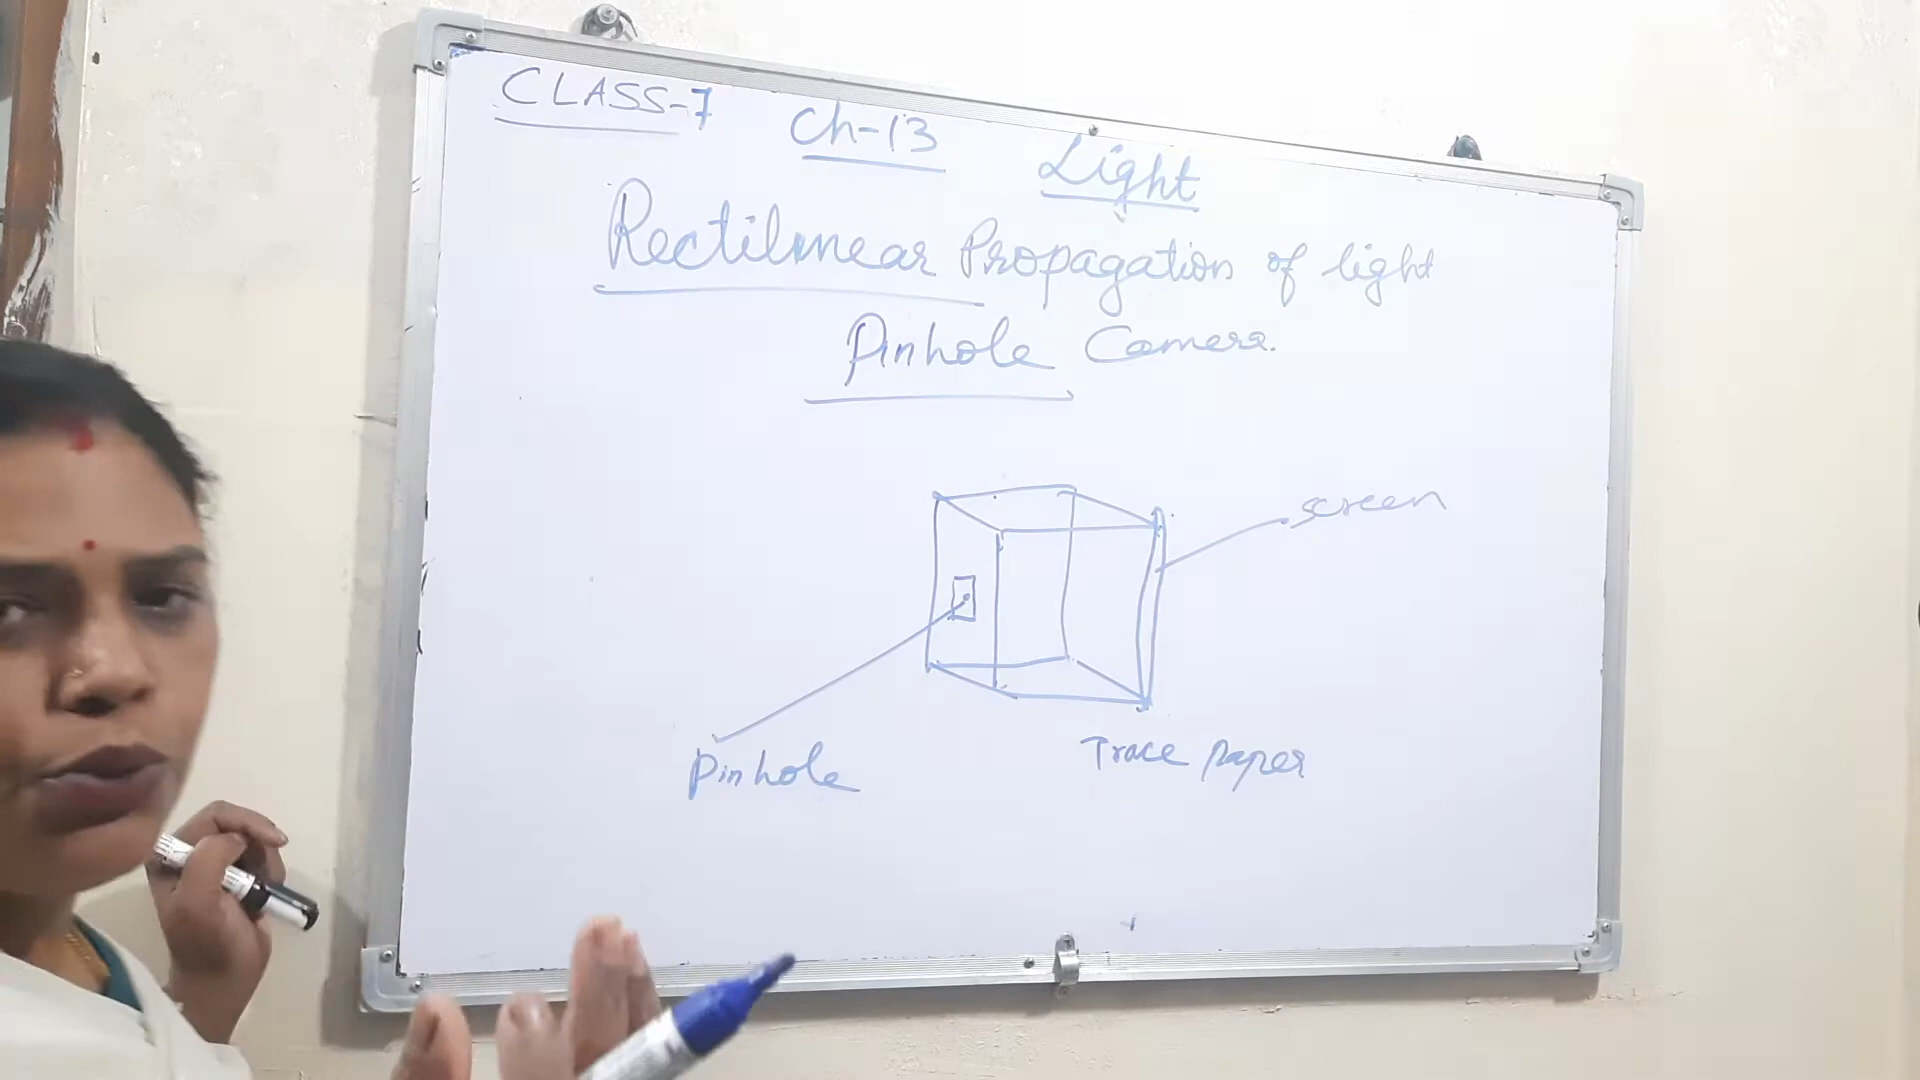 CLASS-7 Ch-13 Light
Rectilinear Propagation of light
Pinhole Camera.
screen
Pinhole
Trace paper